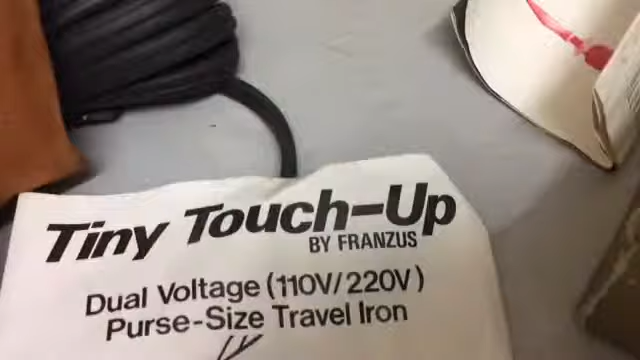 Tiny Touch-Up
BY FRANZUS
Dual Voltage (110V/220V)
Purse-Size Travel Iron